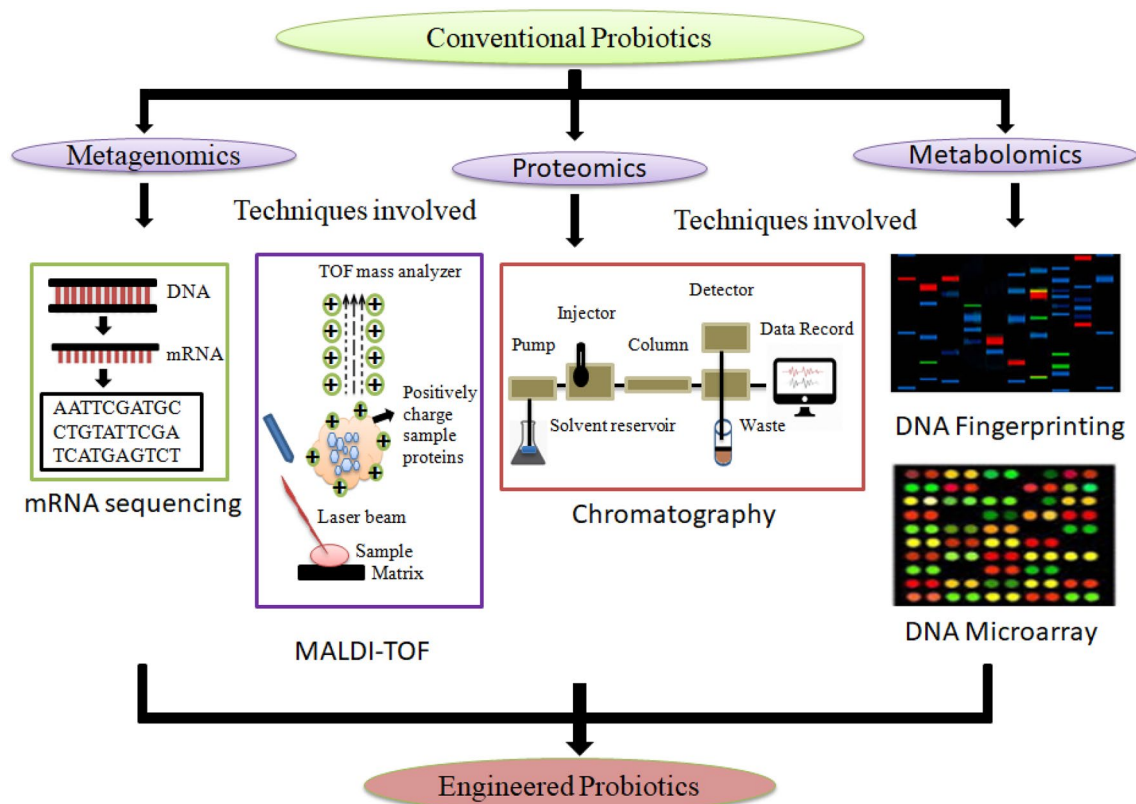 Conventional Probiotics
Metagenomics
Proteomics
Metabolomics
Techniques involved
Techniques involved
DNA
mRNA
AATTCGATGC
CTGTATTCGA
TCATGAGTCT
mRNA sequencing
TOF mass analyzer
Positively
charge
sample
proteins
Laser beam
Sample
Matrix
MALDI-TOF
Detector
Injector
Data Record
Pump
Column
Solvent reservoir
Waste
Chromatography
DNA Fingerprinting
DNA Microarray
Engineered Probiotics